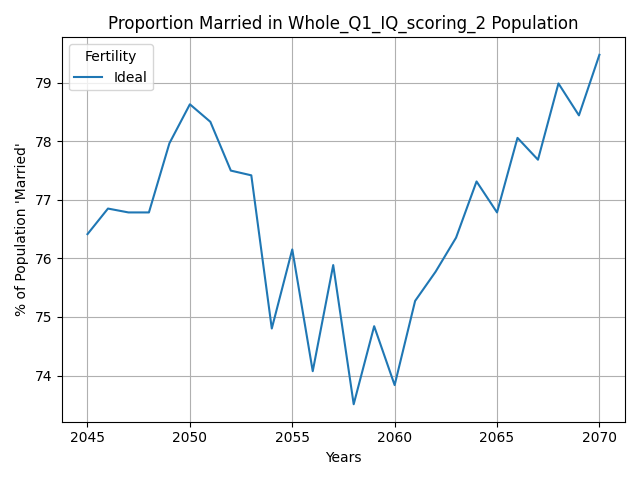 Proportion Married in Whole_Q1_IQ_scoring_2 Population
Fertility
Ideal
% of Population 'Married'
79
78
77
76
75
74
2045
2050
2055
2060
2065
2070
Years